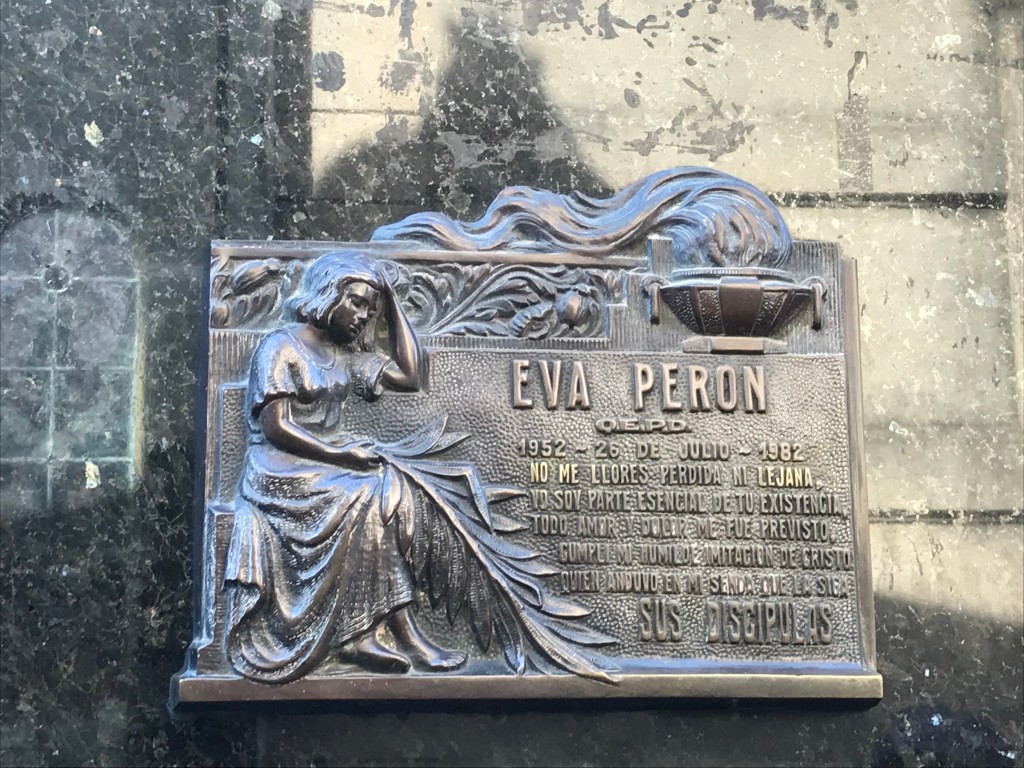 EVA PERON
Q.E.P.D.
1952 - 26 DE JULIO - 1982
NO ME LLORES PERDIDA NI LEJANA,
YO SOY PARTE ESENCIAL DE TU EXISTENCIA
TODO AMOR Y DOLOR ME FUE PREVISTO,
CUMPLI MI HUMILDE IMITACION DE CRISTO
QUIEN ANDUVO EN MI SENDA QUE LA SIGA
SUS DISCIPULAS